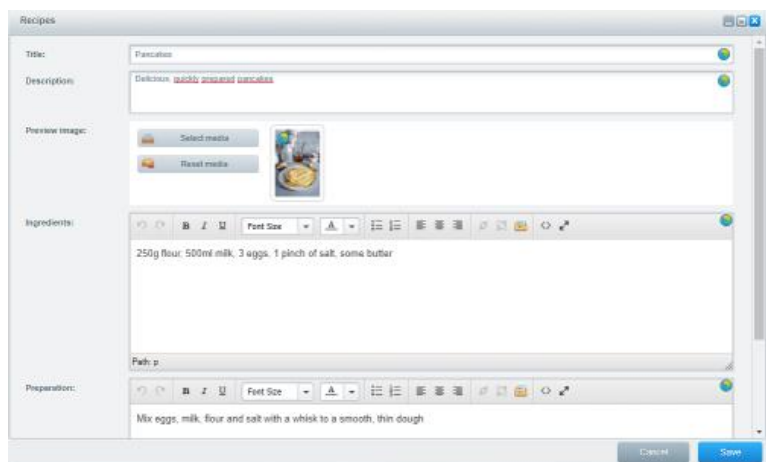 Recipes
Title:
Pancakes
Description:
Delicious, quickly prepared pancakes
Preview image:
Select media
Reset media
Ingredients:
B I U Font Size A
250g flour, 500ml milk, 3 eggs, 1 pinch of salt, some butter
Path: p
Preparation:
B I U Font Size A
Mix eggs, milk, flour and salt with a whisk to a smooth, thin dough
Cancel
Save